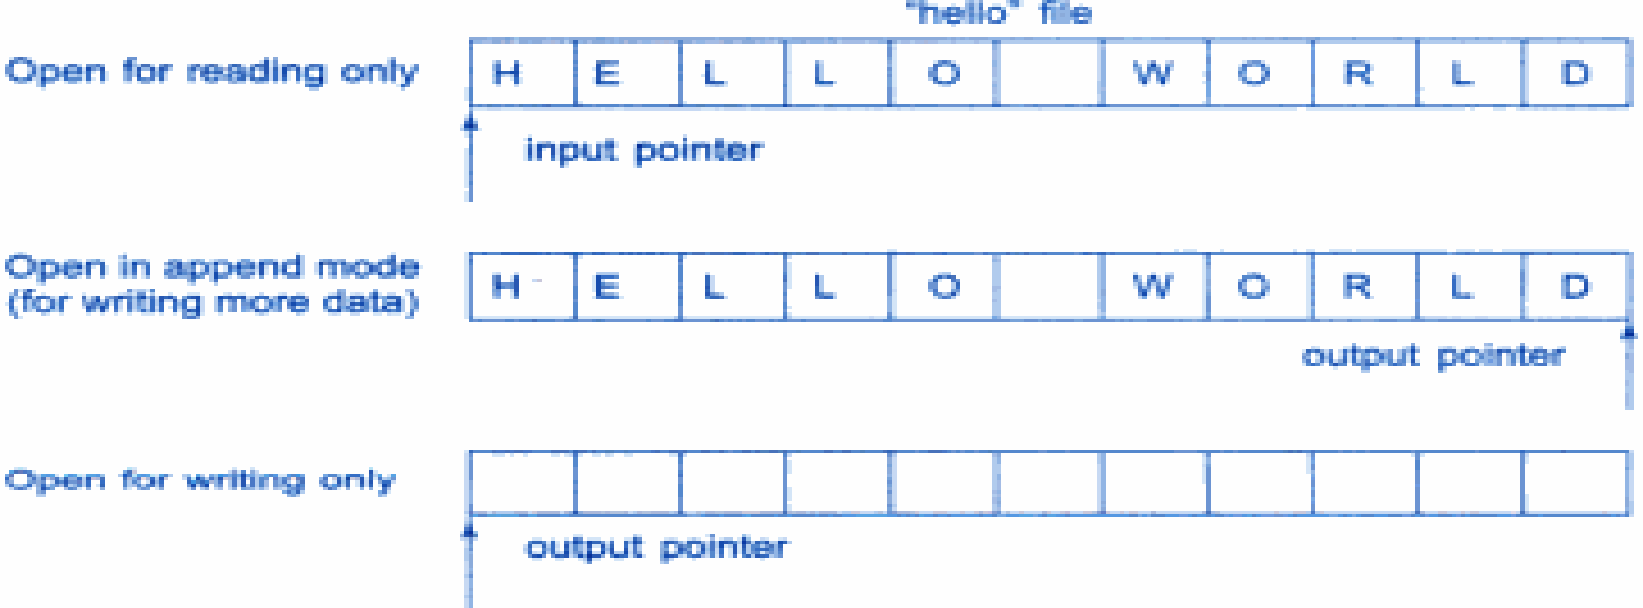 "hello" file
Open for reading only
H E L L O W O R L D
input pointer
Open in append mode
(for writing more data)
H E L L O W O R L D
output pointer
Open for writing only
output pointer